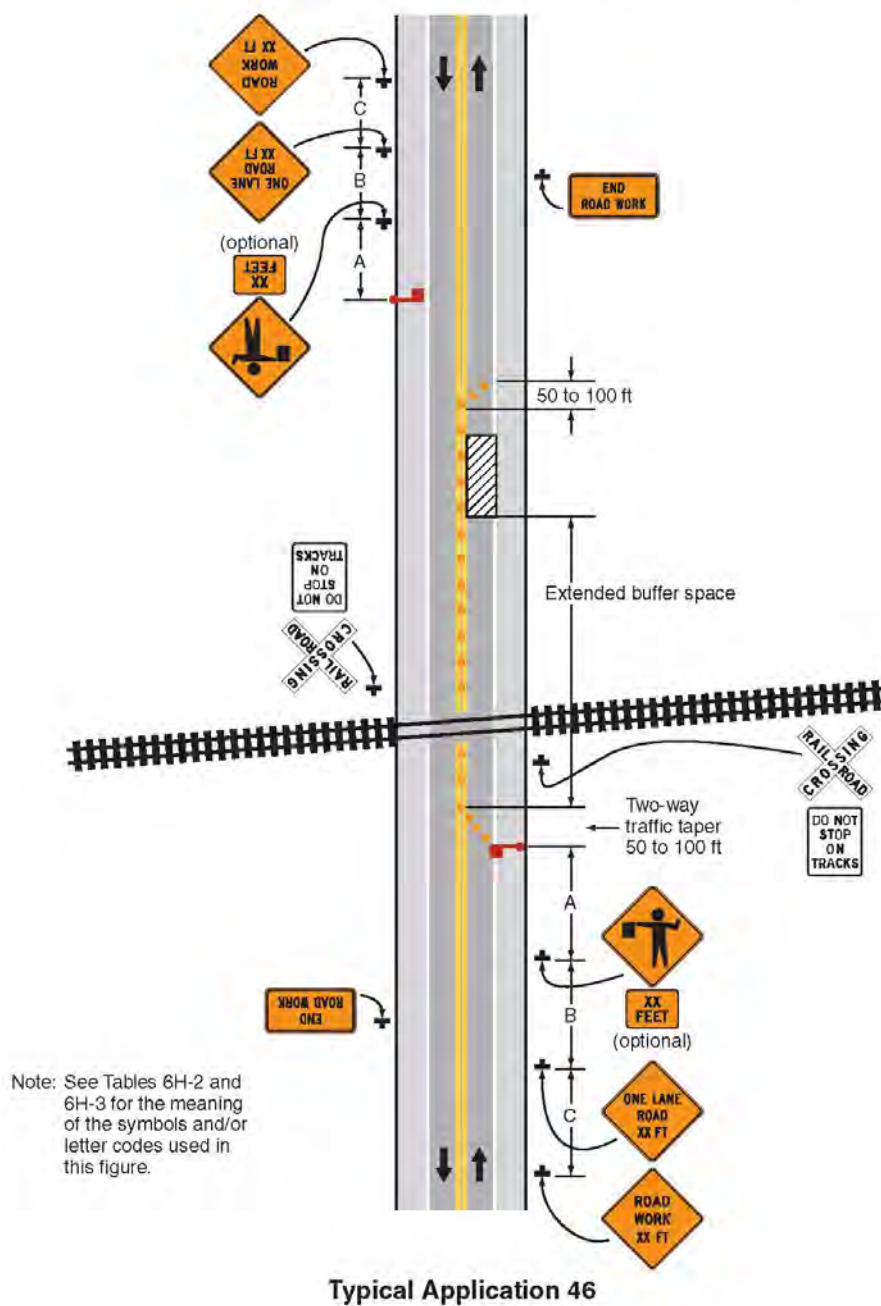 ROAD
WORK
XX FT
C
ONE LANE
ROAD
XX FT
B
END
ROAD WORK
(optional)
XX
FEET
A
50 to 100 ft
Extended buffer space
DO NOT
STOP
ON
TRACKS
RAILROAD
CROSSING
RAILROAD
CROSSING
DO NOT
STOP
ON
TRACKS
Two-way
traffic taper
50 to 100 ft
A
XX
FEET
(optional)
B
END
ROAD WORK
ONE LANE
ROAD
XX FT
C
ROAD
WORK
XX FT
Note: See Tables 6H-2 and
6H-3 for the meaning
of the symbols and/or
letter codes used in
this figure.
Typical Application 46